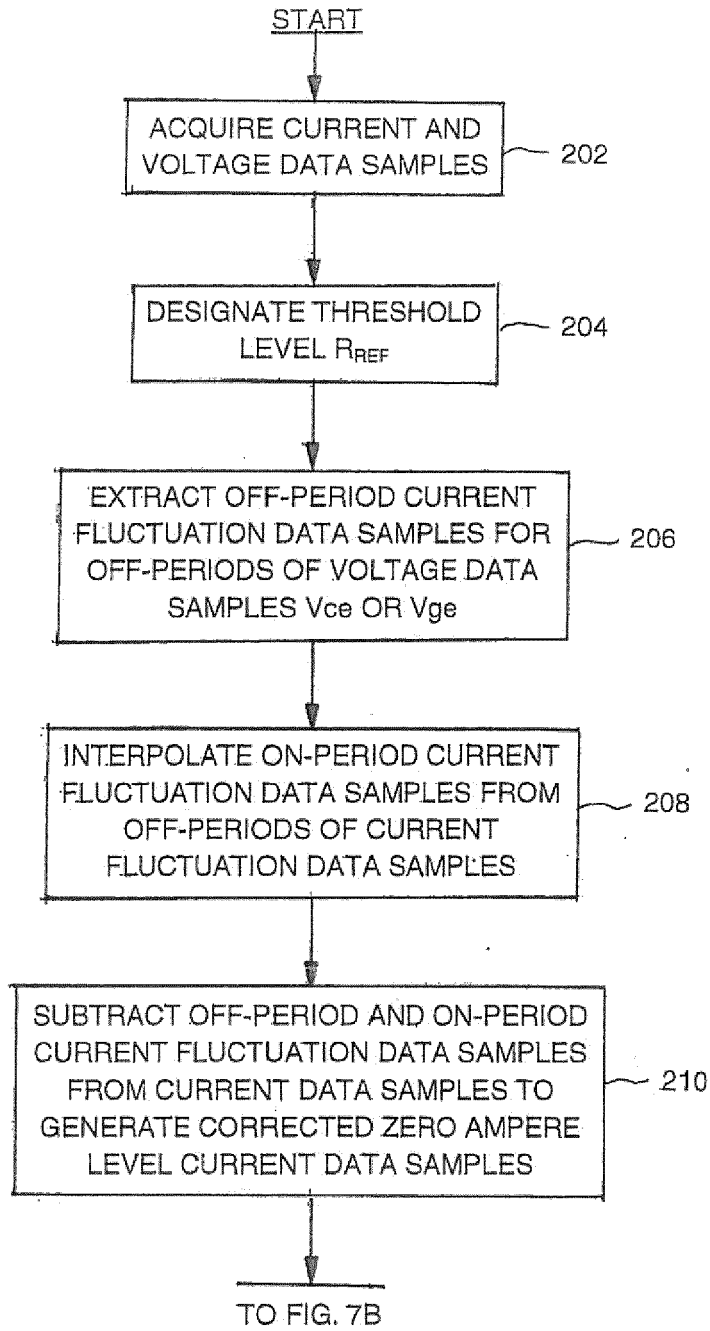 START
ACQUIRE CURRENT AND
VOLTAGE DATA SAMPLES
202
DESIGNATE THRESHOLD
LEVEL RREF
204
EXTRACT OFF-PERIOD CURRENT
FLUCTUATION DATA SAMPLES FOR
OFF-PERIODS OF VOLTAGE DATA
SAMPLES Vce OR Vge
206
INTERPOLATE ON-PERIOD CURRENT
FLUCTUATION DATA SAMPLES FROM
OFF-PERIODS OF CURRENT
FLUCTUATION DATA SAMPLES
208
SUBTRACT OFF-PERIOD AND ON-PERIOD
CURRENT FLUCTUATION DATA SAMPLES
FROM CURRENT DATA SAMPLES TO
GENERATE CORRECTED ZERO AMPERE
LEVEL CURRENT DATA SAMPLES
210
TO FIG. 7B